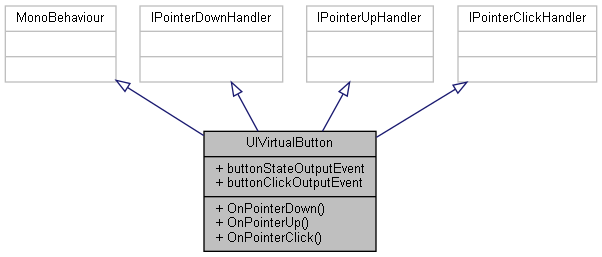 MonoBehaviour
IPointerDownHandler
IPointerUpHandler
IPointerClickHandler
UIVirtualButton
+ buttonStateOutputEvent
+ buttonClickOutputEvent
+ OnPointerDown()
+ OnPointerUp()
+ OnPointerClick()